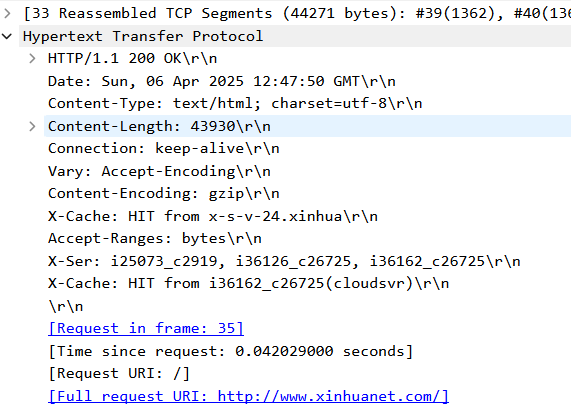 [33 Reassembled TCP Segments (44271 bytes): #39(1362), #40(136
Hypertext Transfer Protocol
HTTP/1.1 200 OK\r\n
Date: Sun, 06 Apr 2025 12:47:50 GMT\r\n
Content-Type: text/html; charset=utf-8\r\n
Content-Length: 43930\r\n
Connection: keep-alive\r\n
Vary: Accept-Encoding\r\n
Content-Encoding: gzip\r\n
X-Cache: HIT from x-s-v-24.xinhua\r\n
Accept-Ranges: bytes\r\n
X-Ser: i25073_c2919, i36126_c26725, i36162_c26725\r\n
X-Cache: HIT from i36162_c26725(cloudsvr)\r\n
\r\n
[Request in frame: 35]
[Time since request: 0.042029000 seconds]
[Request URI: /]
[Full request URI: http://www.xinhuanet.com/]